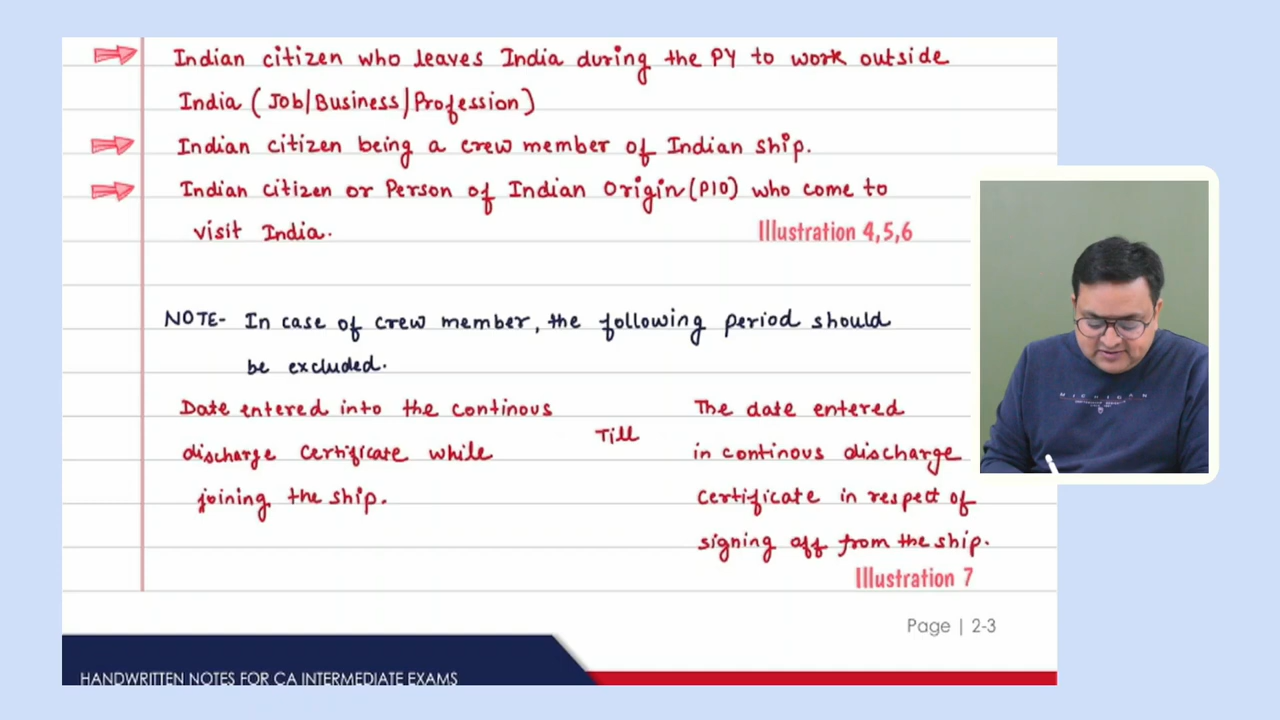 Indian citizen who leaves India during the PY to work outside
India (Job/Business/Profession)
Indian citizen being a crew member of Indian ship.
Indian citizen or Person of Indian Origin (PIO) who come to
visit India.
Illustration 4,5,6
NOTE- In case of crew member, the following period should
be excluded.
Date entered into the continous
discharge certificate while
joining the ship.
Till
The date entered
in continous discharge
certificate in respect of
signing off from the ship.
Illustration 7
Page | 2-3
HANDWRITTEN NOTES FOR CA INTERMEDIATE EXAMS
MICHIGAN